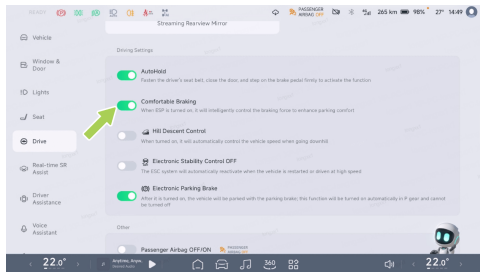 READY
PASSENGER
AIRBAG OFF
265 km
98%
27°
14:49
Streaming Rearview Mirror
Vehicle
Window &
Door
Lights
Seat
Drive
Real-time SR
Assist
Driver
Assistance
Voice
Assistant
Driving Settings
AutoHold
Fasten the driver's seat belt, close the door, and step on the brake pedal firmly to activate the function
Comfortable Braking
When ESP is turned on, it will intelligently control the braking force to enhance parking comfort
Hill Descent Control
When turned on, it will automatically control the vehicle speed when going downhill
Electronic Stability Control OFF
The ESC system will automatically reactivate when the vehicle is restarted or driven at high speed
Electronic Parking Brake
After it is turned on, the vehicle will be parked with the parking brake; this function will be turned on automatically in P gear and cannot
be turned off
Other
Passenger Airbag OFF/ON
PASSENGER
22.0°
Anytime, Anyw..
360
22.0°